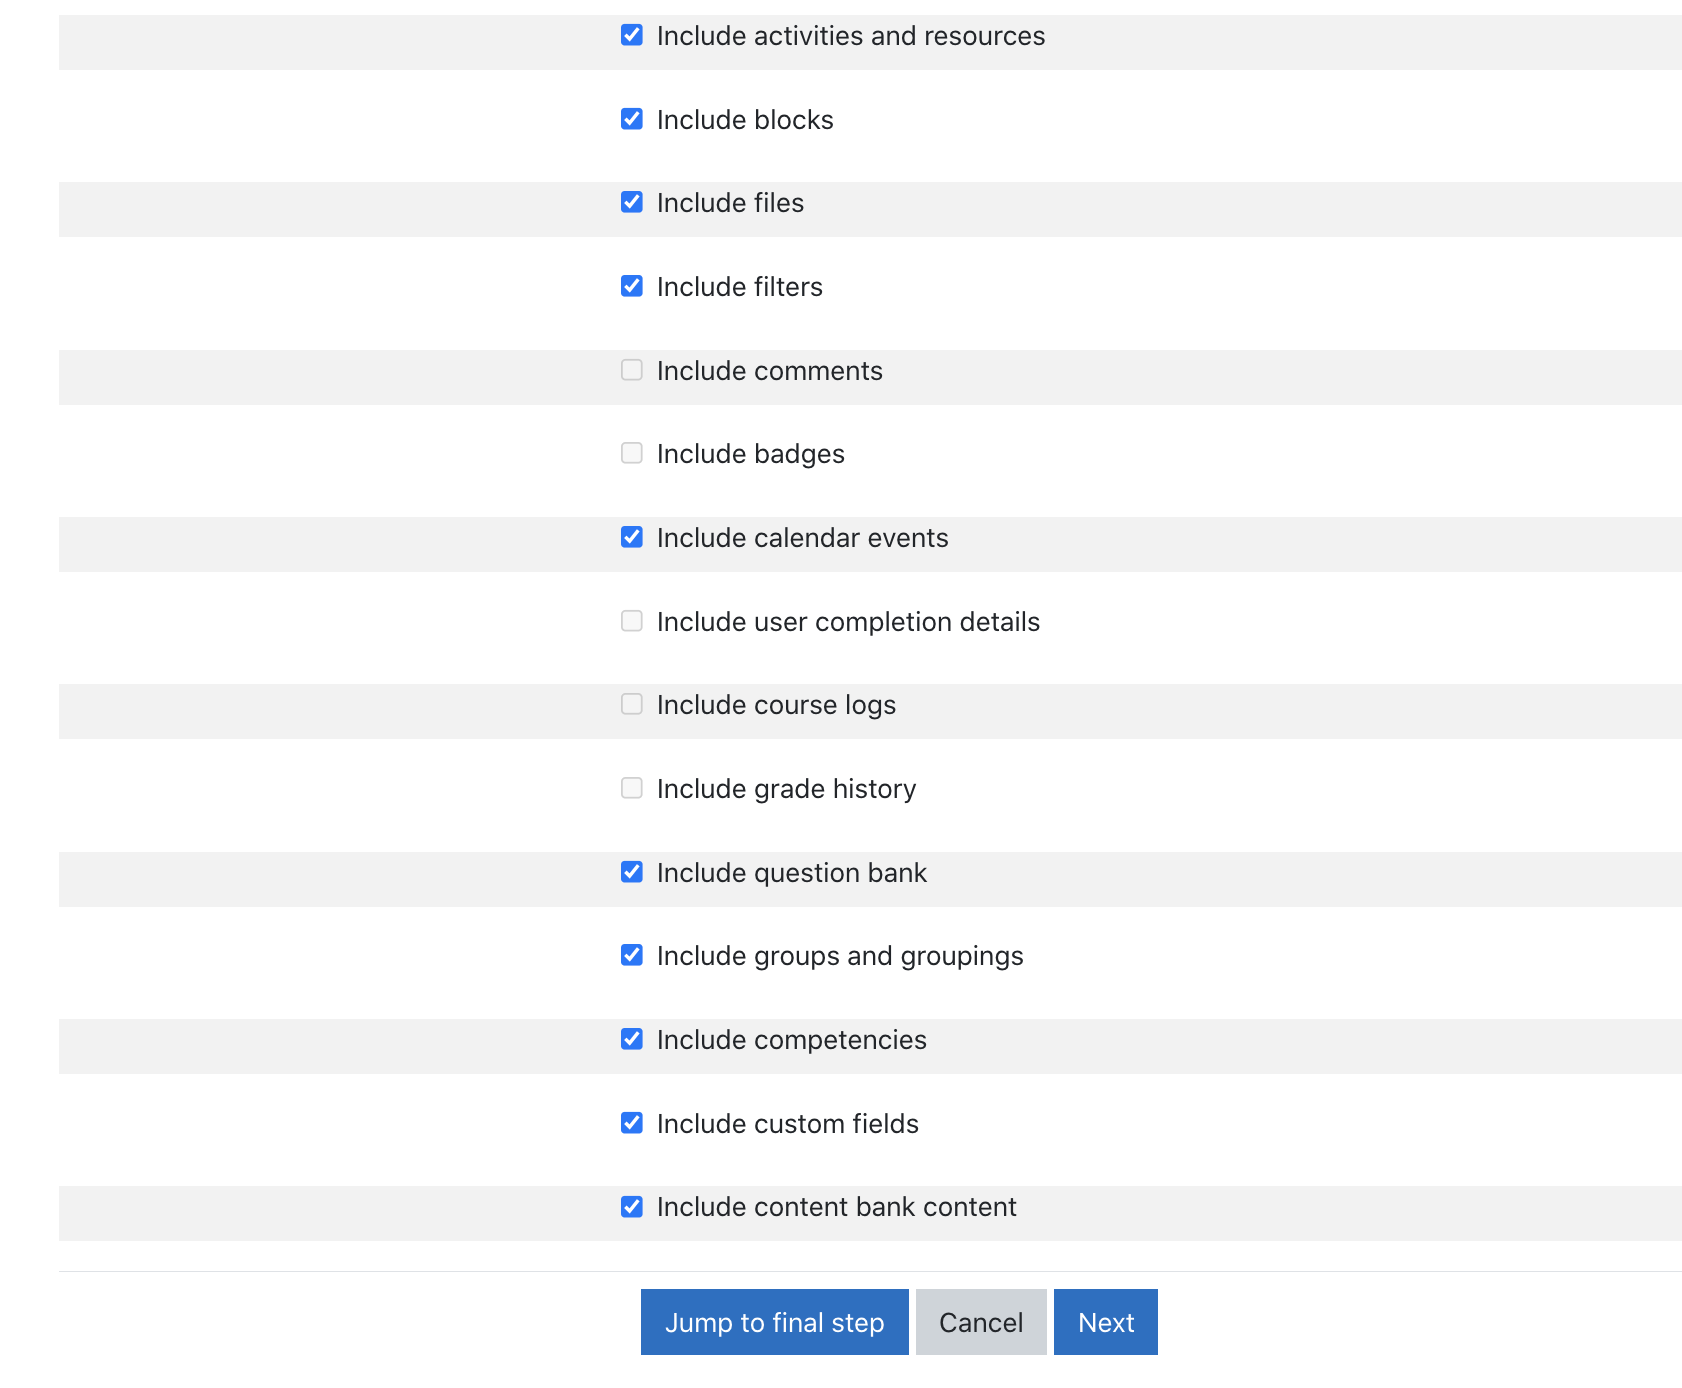 Include activities and resources
Include blocks
Include files
Include filters
Include comments
Include badges
Include calendar events
Include user completion details
Include course logs
Include grade history
Include question bank
Include groups and groupings
Include competencies
Include custom fields
Include content bank content
Jump to final step Cancel Next